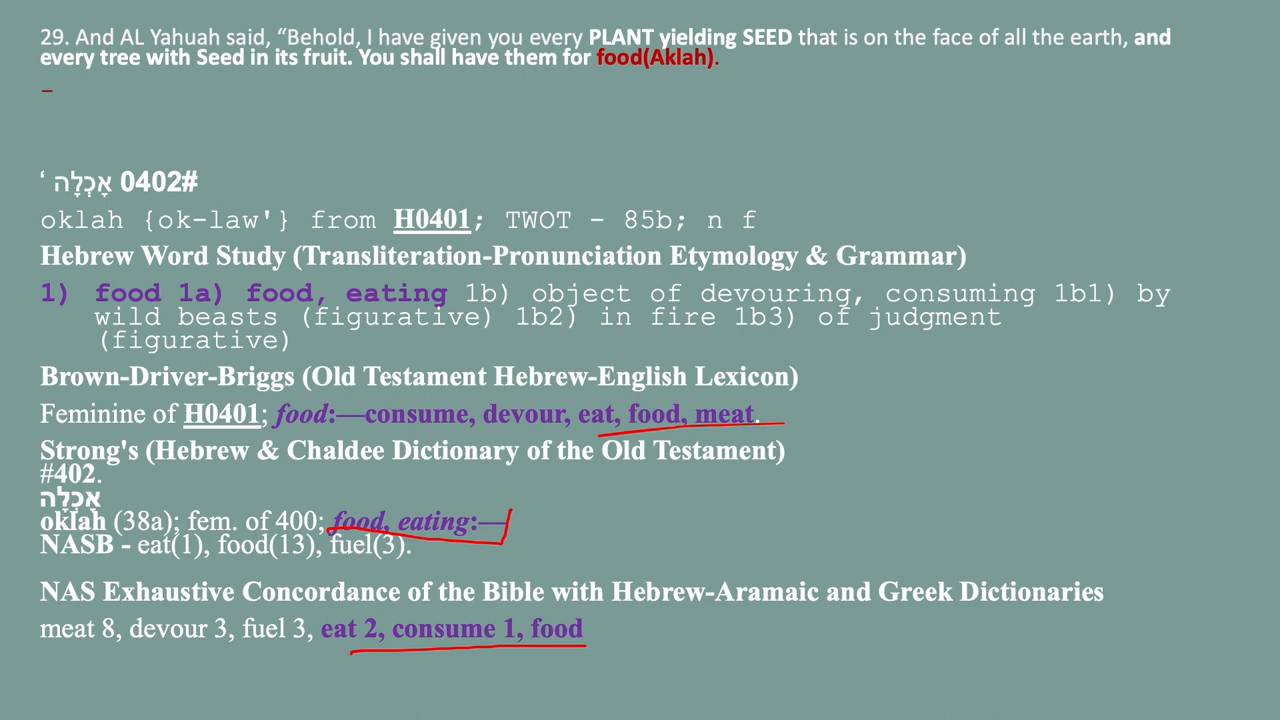 29. And AL Yahuah said, “Behold, I have given you every PLANT yielding SEED that is on the face of all the earth, and
every tree with Seed in its fruit. You shall have them for food(Aklah).
_
‘ אָכְלָה 0402#
oklah {ok-law'} from H0401; TWOT - 85b; n f
Hebrew Word Study (Transliteration-Pronunciation Etymology & Grammar)
1) food 1a) food, eating 1b) object of devouring, consuming 1b1) by
wild beasts (figurative) 1b2) in fire 1b3) of judgment
(figurative)
Brown-Driver-Briggs (Old Testament Hebrew-English Lexicon)
Feminine of H0401; food:—consume, devour, eat, food, meat.
Strong's (Hebrew & Chaldee Dictionary of the Old Testament)
#402.
אָכְלָה
oklah (38a); fem. of 400; food, eating:—
NASB - eat(1), food(13), fuel(3).
NAS Exhaustive Concordance of the Bible with Hebrew-Aramaic and Greek Dictionaries
meat 8, devour 3, fuel 3, eat 2, consume 1, food